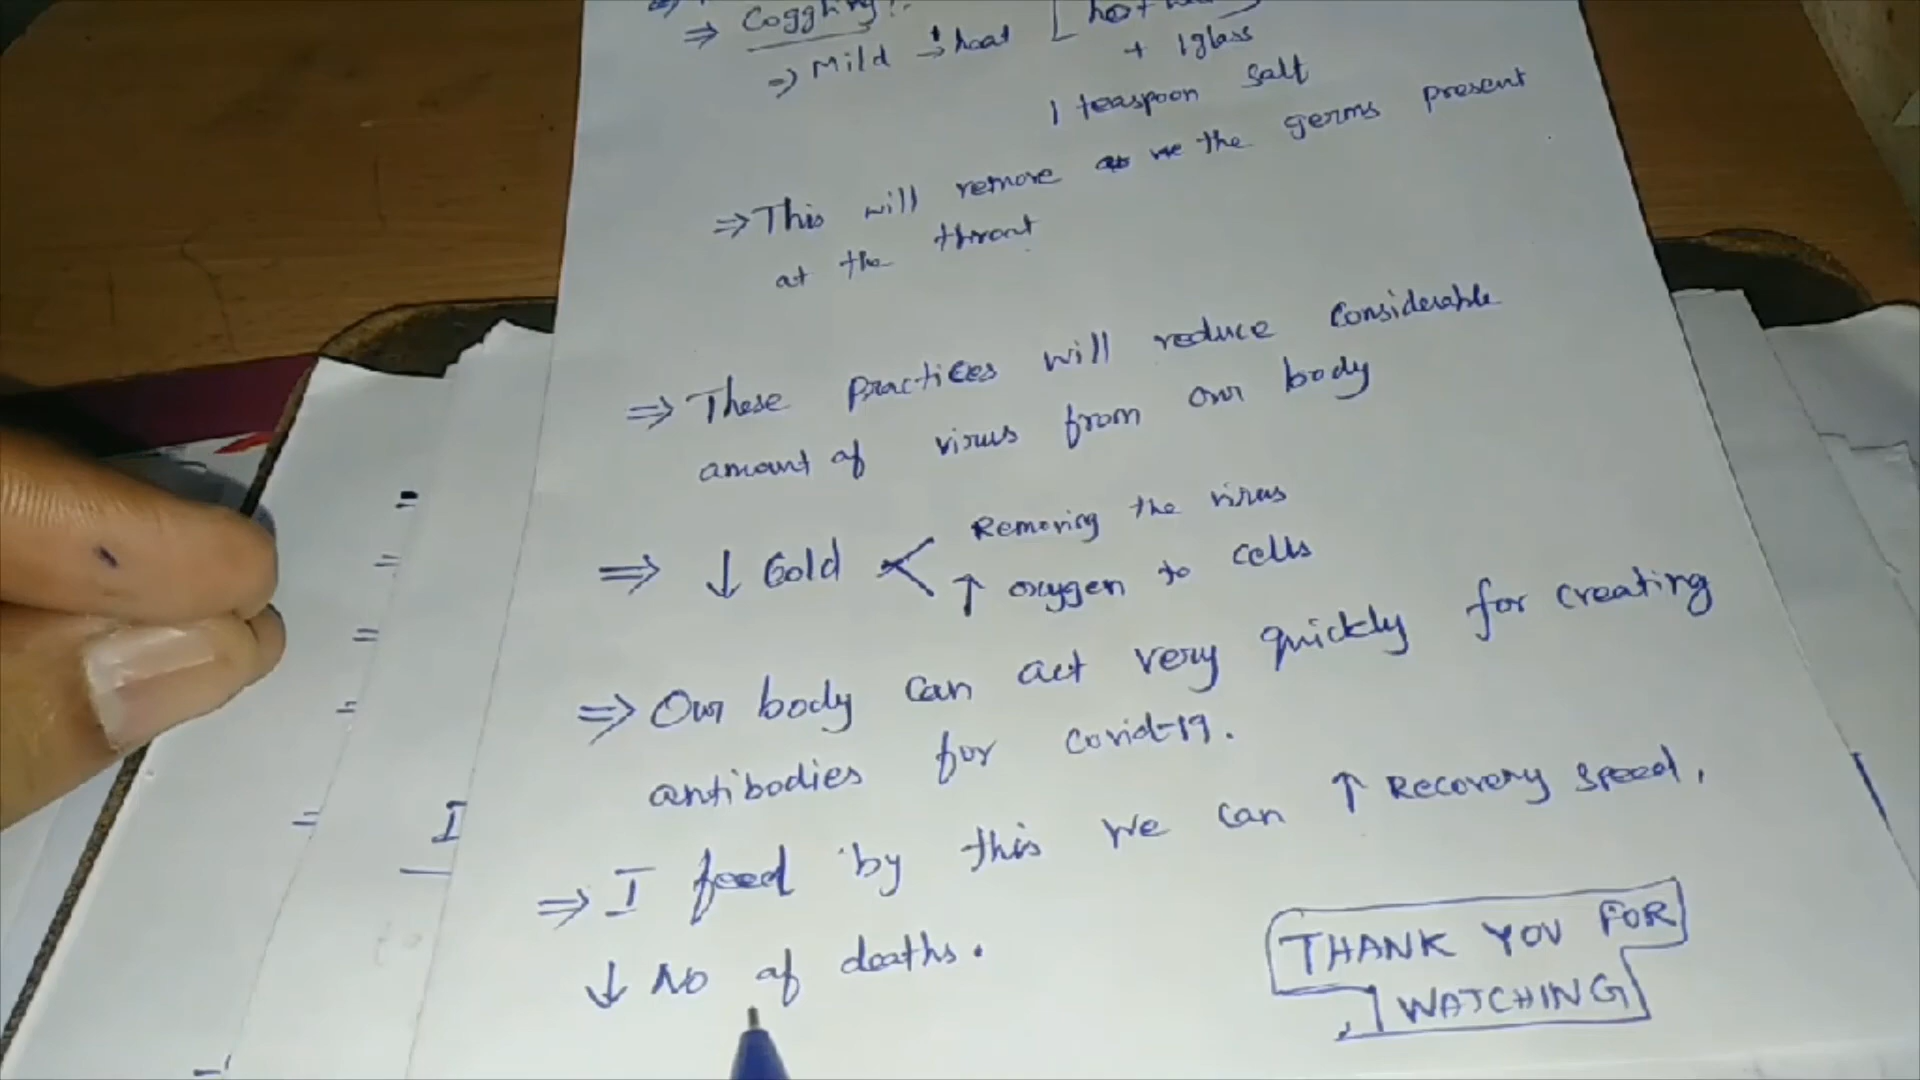 ⇒ Coggling:-
⇒ Mild heat [ hot
+ 1glass
1 teaspoon salt
⇒ This will remove the germs present
at the throat
⇒ These practices will reduce considerable
amount of virus from our body
⇒ ↓ Cold < Removing the virus
↑ oxygen to cells
⇒ Our body can act very quickly for creating
antibodies for covid-19.
⇒ I feed by this we can ↑ Recovery speed,
↓ No of deaths.
THANK YOU FOR
WATCHING
I